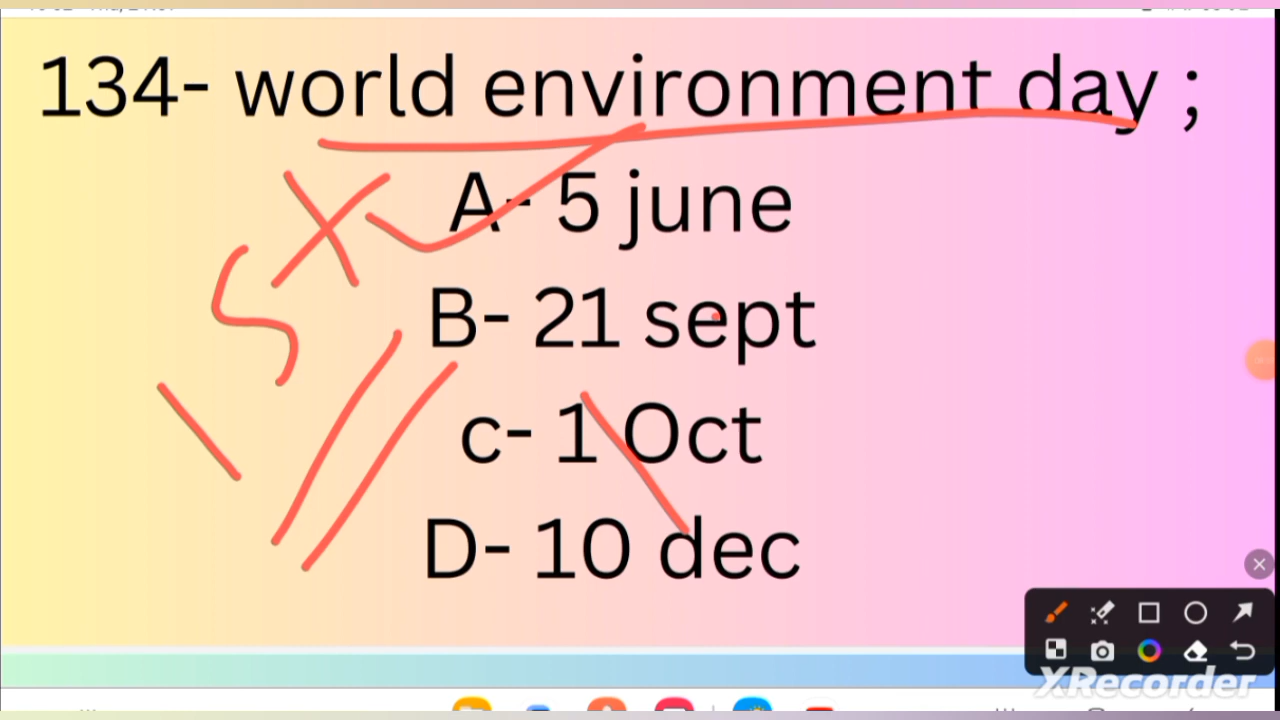 134- world environment day ;
A- 5 june
B- 21 sept
c- 1 Oct
D- 10 dec
XRecorder